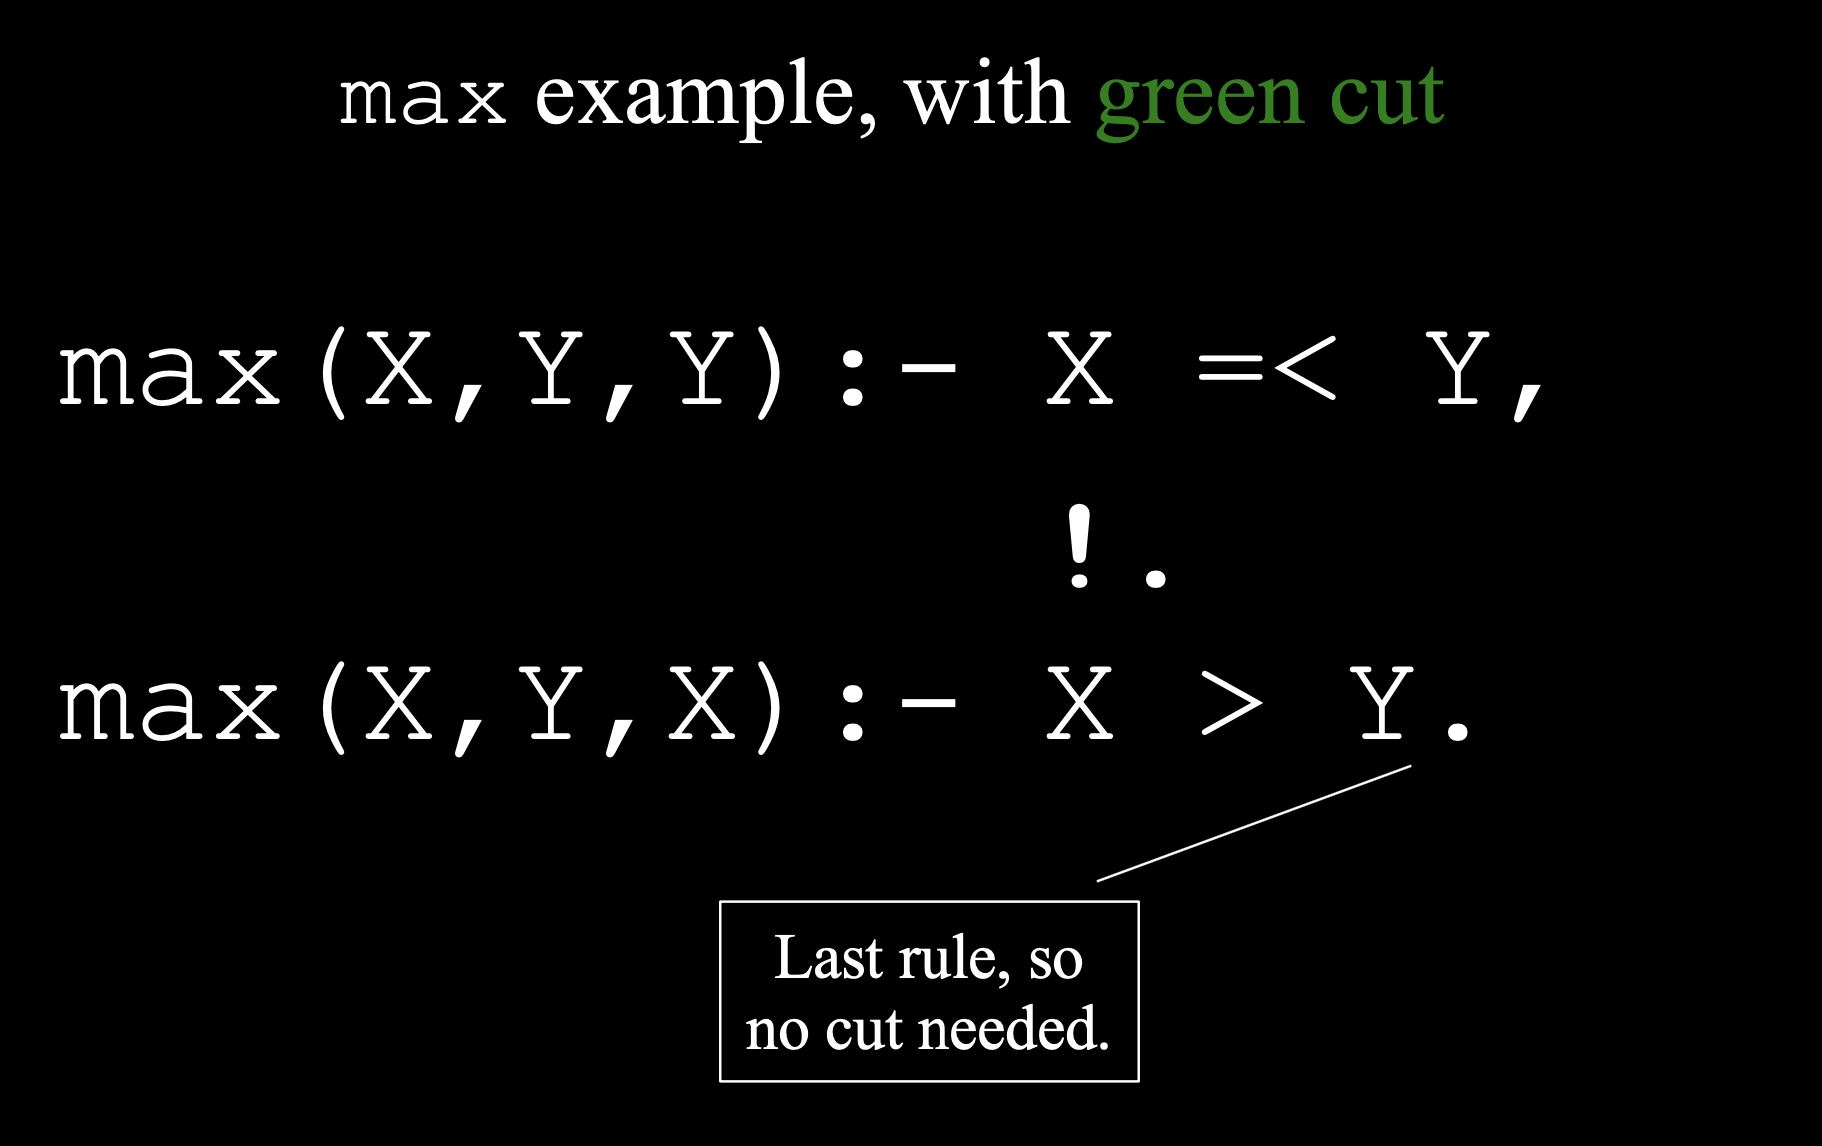 max example, with green cut
max(X,Y,Y):- X =< Y,
!.
max(X,Y,X):- X > Y.
Last rule, so
no cut needed.